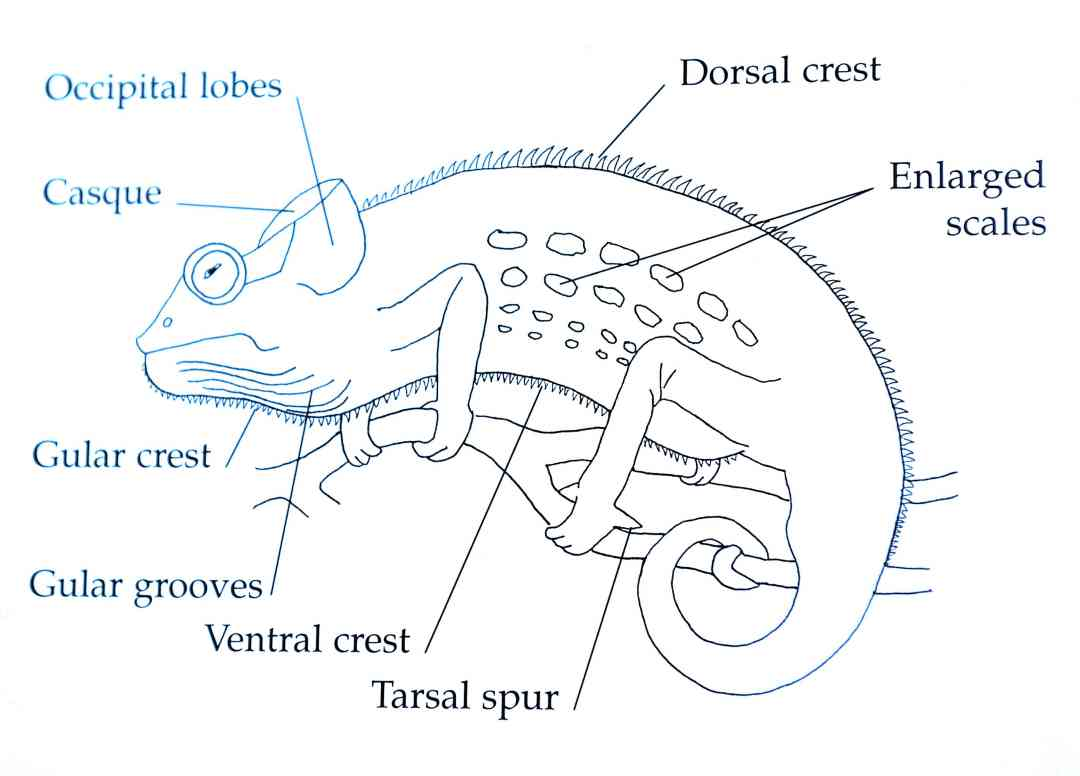 Occipital lobes
Dorsal crest
Casque
Enlarged
scales
Gular crest
Gular grooves
Ventral crest
Tarsal spur